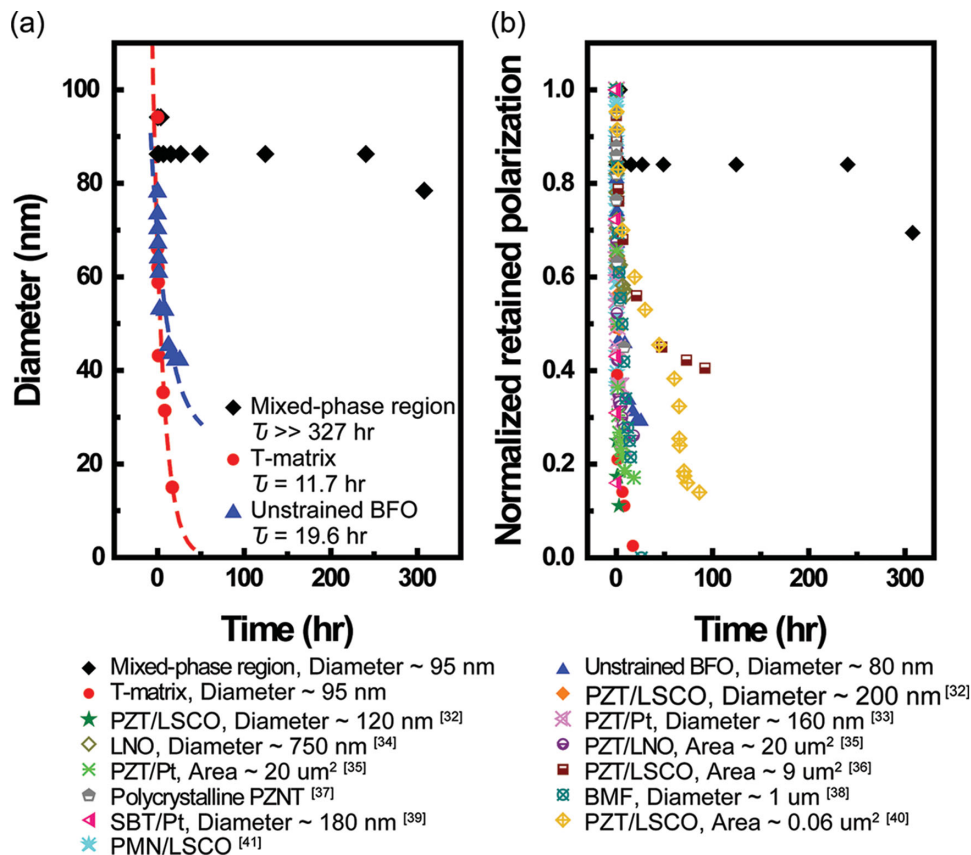 (a)
(b)
Diameter (nm)
100
80
60
40
20
0
Mixed-phase region
τ >> 327 hr
T-matrix
τ = 11.7 hr
Unstrained BFO
τ = 19.6 hr
0 100 200 300
Time (hr)
Normalized retained polarization
1.0
0.8
0.6
0.4
0.2
0.0
0 100 200 300
Time (hr)
Mixed-phase region, Diameter ~ 95 nm
T-matrix, Diameter ~ 95 nm
PZT/LSCO, Diameter ~ 120 nm [32]
LNO, Diameter ~ 750 nm [34]
PZT/Pt, Area ~ 20 um² [35]
Polycrystalline PZNT [37]
SBT/Pt, Diameter ~ 180 nm [39]
PMN/LSCO [41]
Unstrained BFO, Diameter ~ 80 nm
PZT/LSCO, Diameter ~ 200 nm [32]
PZT/Pt, Diameter ~ 160 nm [33]
PZT/LNO, Area ~ 20 um² [35]
PZT/LSCO, Area ~ 9 um² [36]
BMF, Diameter ~ 1 um [38]
PZT/LSCO, Area ~ 0.06 um² [40]